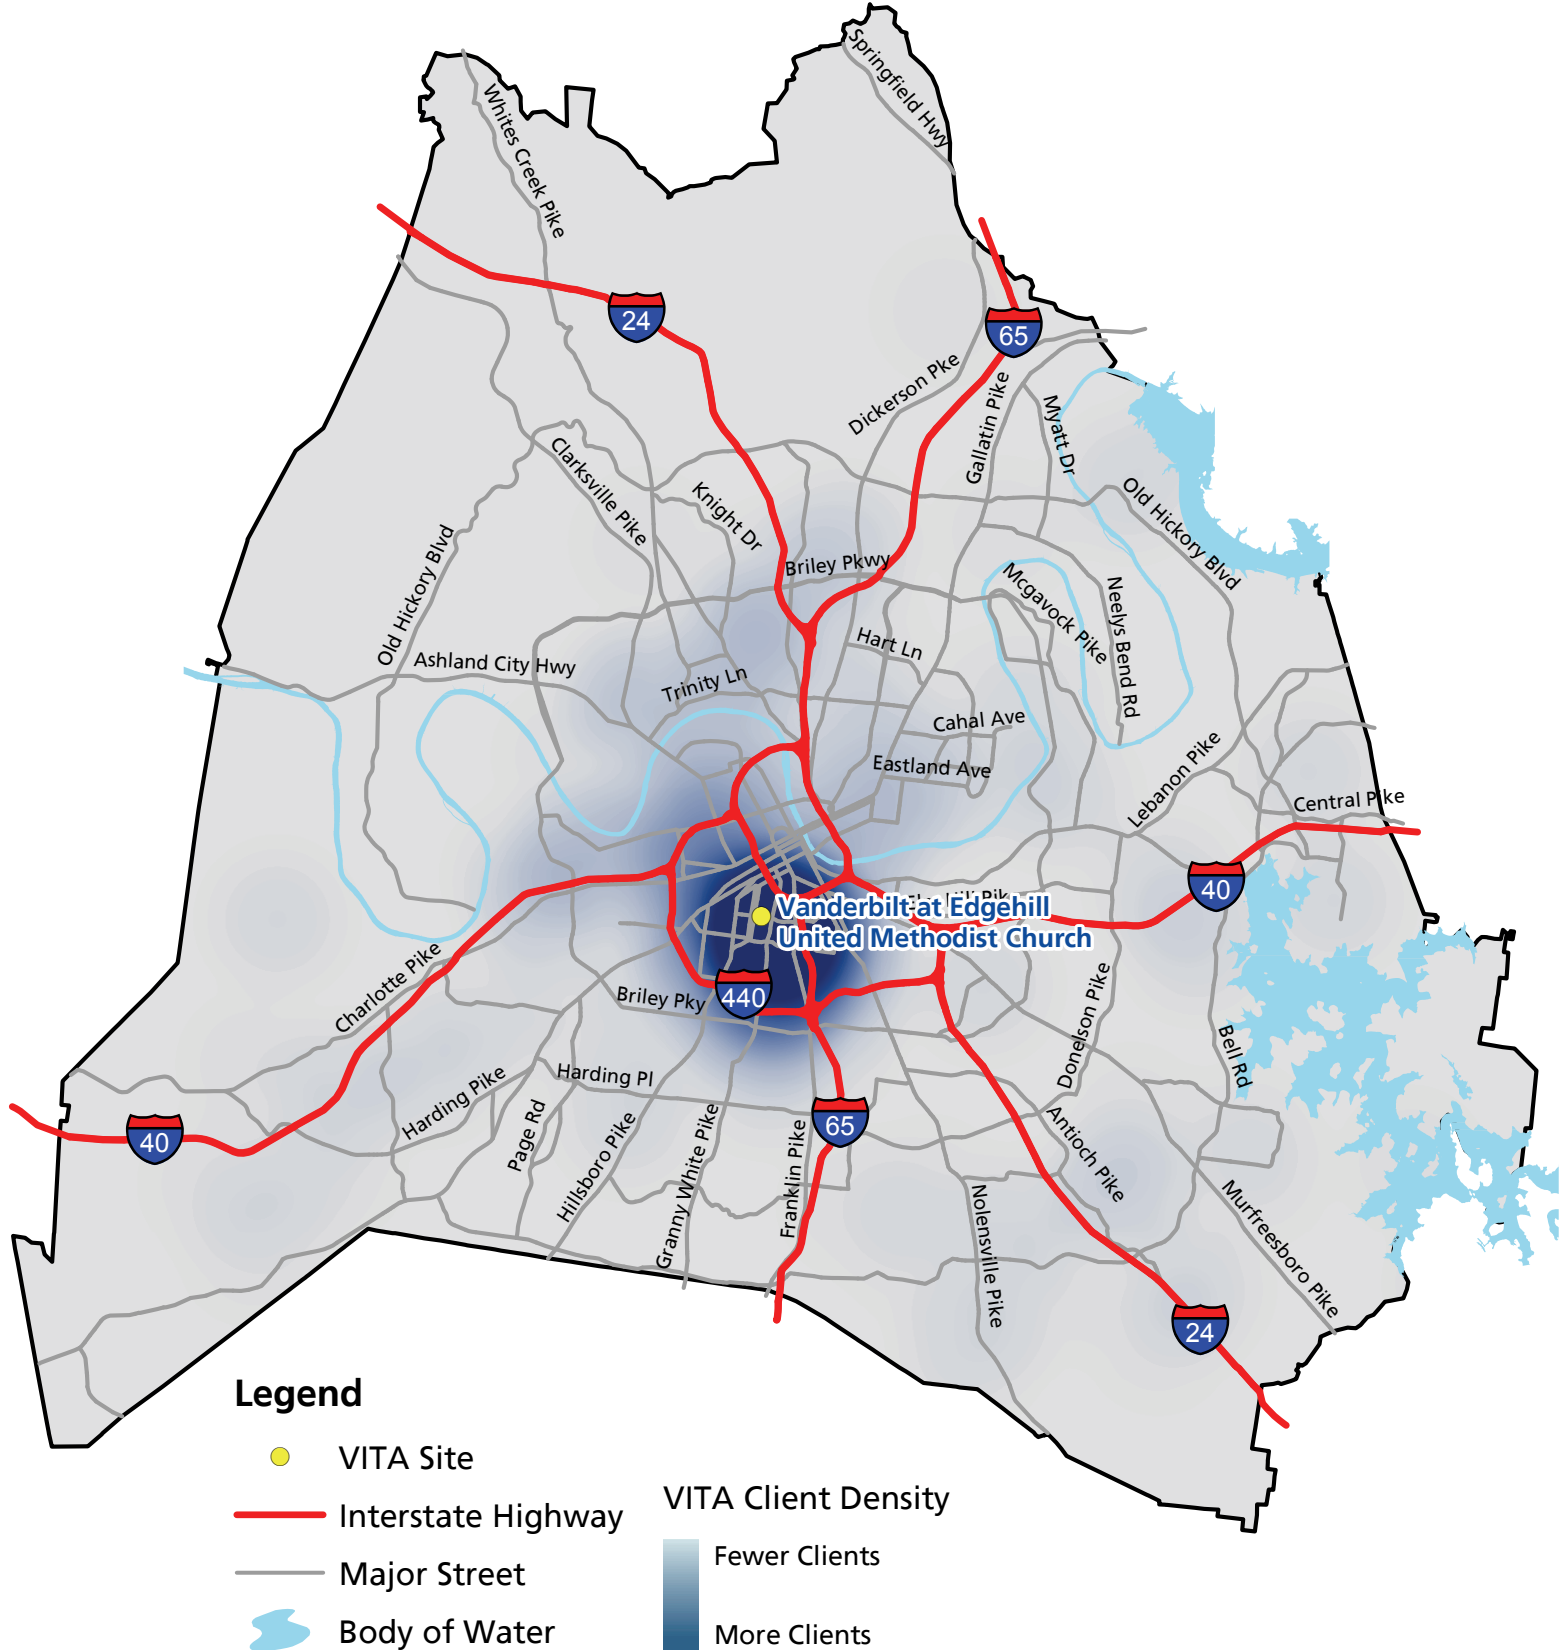 Springfield Hwy
Whites Creek Pike
24
65
Dickerson Pke
Gallatin Pike
Myatt Dr
Clarksville Pike
Knight Dr
Old Hickory Blvd
Old Hickory Blvd
Briley Pkwy
Mcgavock Pike
Neelys Bend Rd
Hart Ln
Ashland City Hwy
Trinity Ln
Cahal Ave
Eastland Ave
Lebanon Pike
Central Pike
40
Vanderbilt at Edgehill
United Methodist Church
Charlotte Pike
Briley Pky
440
Donelson Pike
Bell Rd
Harding Pl
Harding Pike
Page Rd
Hillsboro Pike
Granny White Pike
Franklin Pike
65
40
Antioch Pike
Nolensville Pike
Murfreesboro Pike
24
Legend
VITA Site
Interstate Highway
Major Street
Body of Water
VITA Client Density
Fewer Clients
More Clients